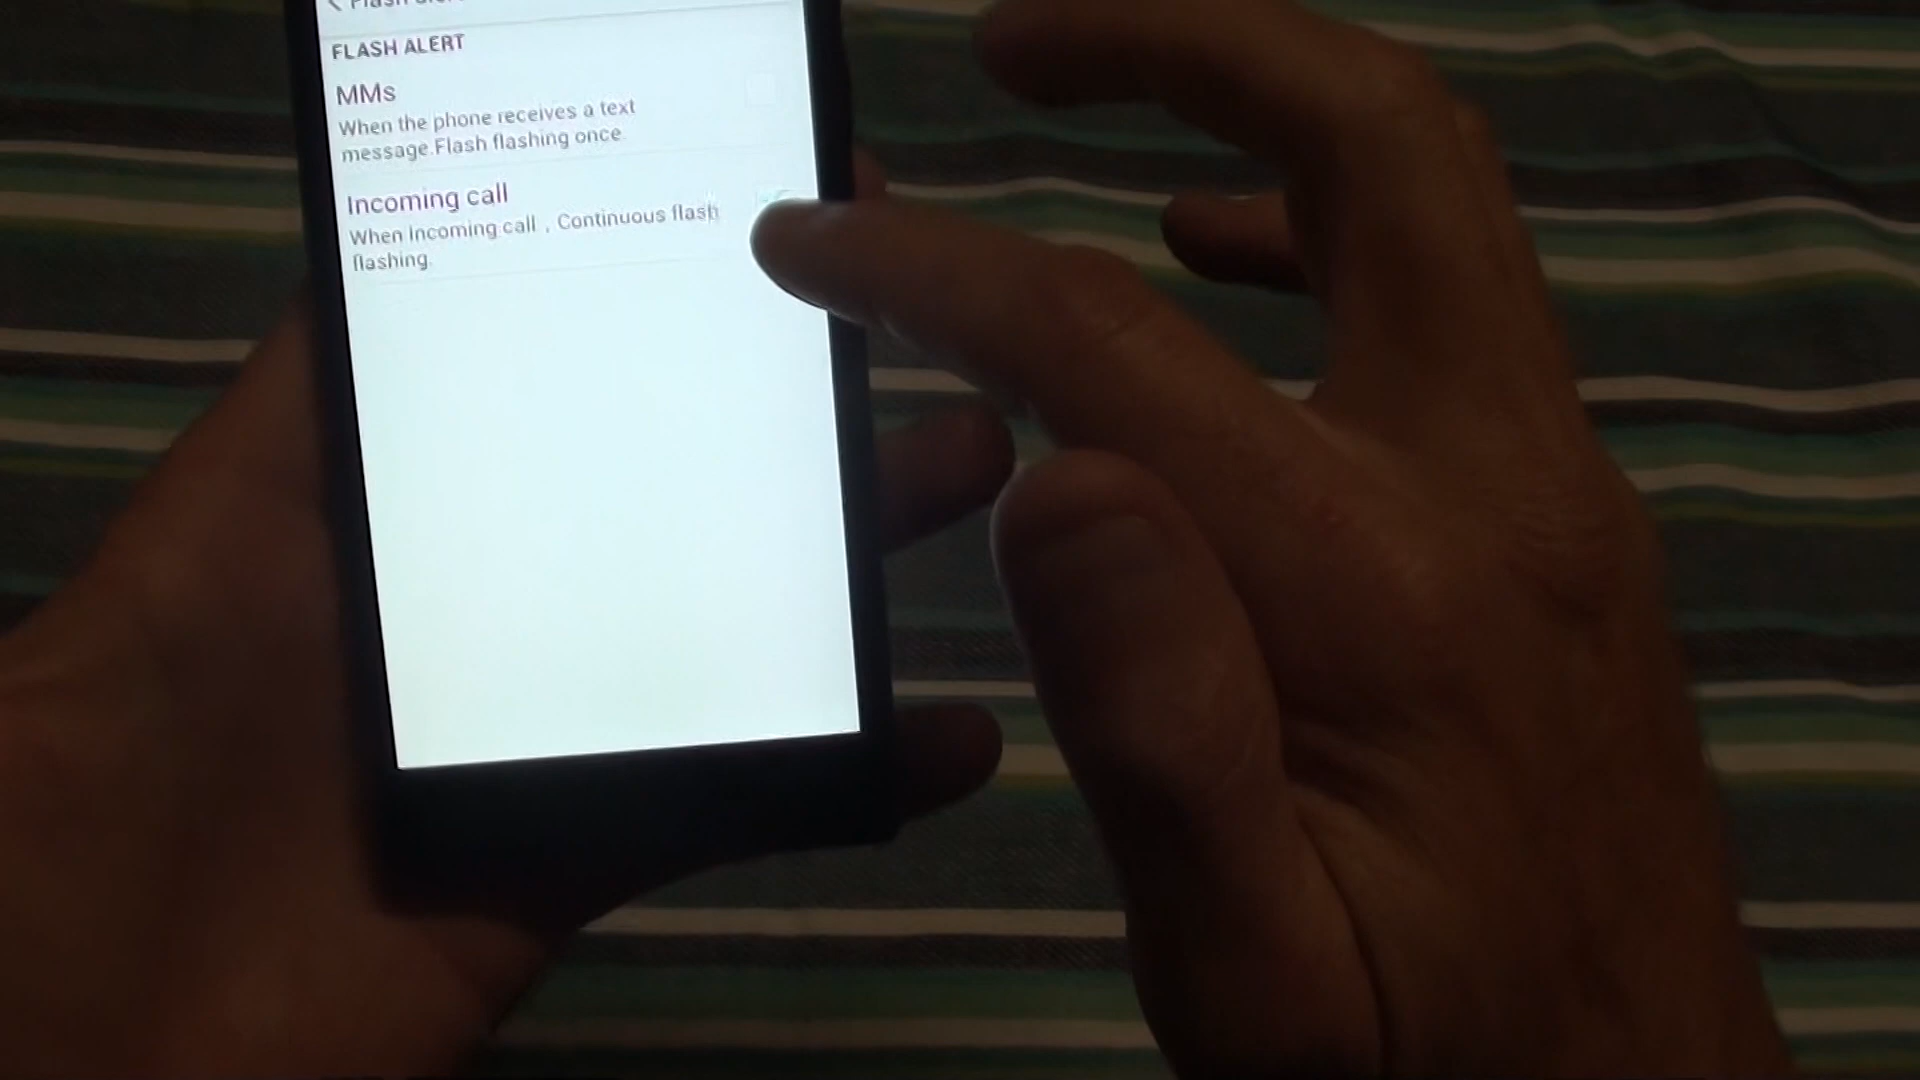 FLASH ALERT
MMs
When the phone receives a text
message.Flash flashing once.
Incoming call
When Incoming call , Continuous flash
flashing.